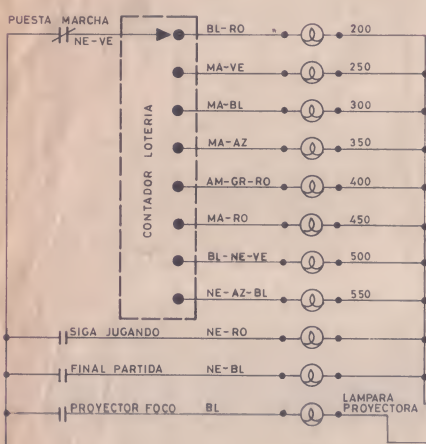 PUESTA MARCHA
NE-VE
CONTADOR LOTERIA
BL-RO 200
MA-VE 250
MA-BL 300
MA-AZ 350
AM-GR-RO 400
MA-RO 450
BL-NE-VE 500
NE-AZ-BL 550
SIGA JUGANDO NE-RO
FINAL PARTIDA NE-BL
PROYECTOR FOCO BL
LAMPARA
PROYECTORA